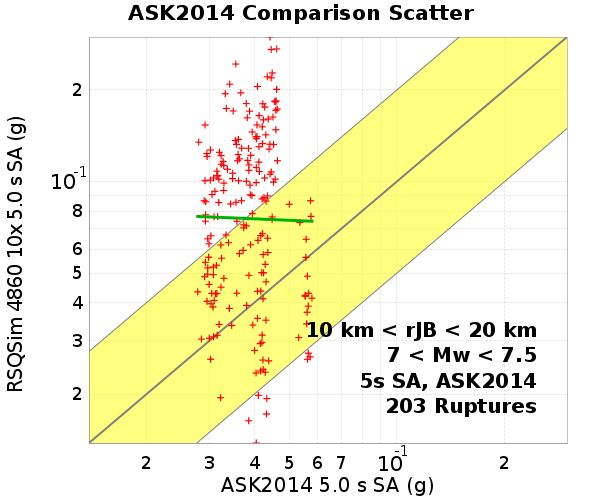 ASK2014 Comparison Scatter
RSQSim 4860 10x 5.0 s SA (g)
2
10⁻¹
8
6
5
4
3
2
10 km < rJB < 20 km
7 < Mw < 7.5
5s SA, ASK2014
203 Ruptures
2 3 4 5 6 7 10⁻¹ 2
ASK2014 5.0 s SA (g)